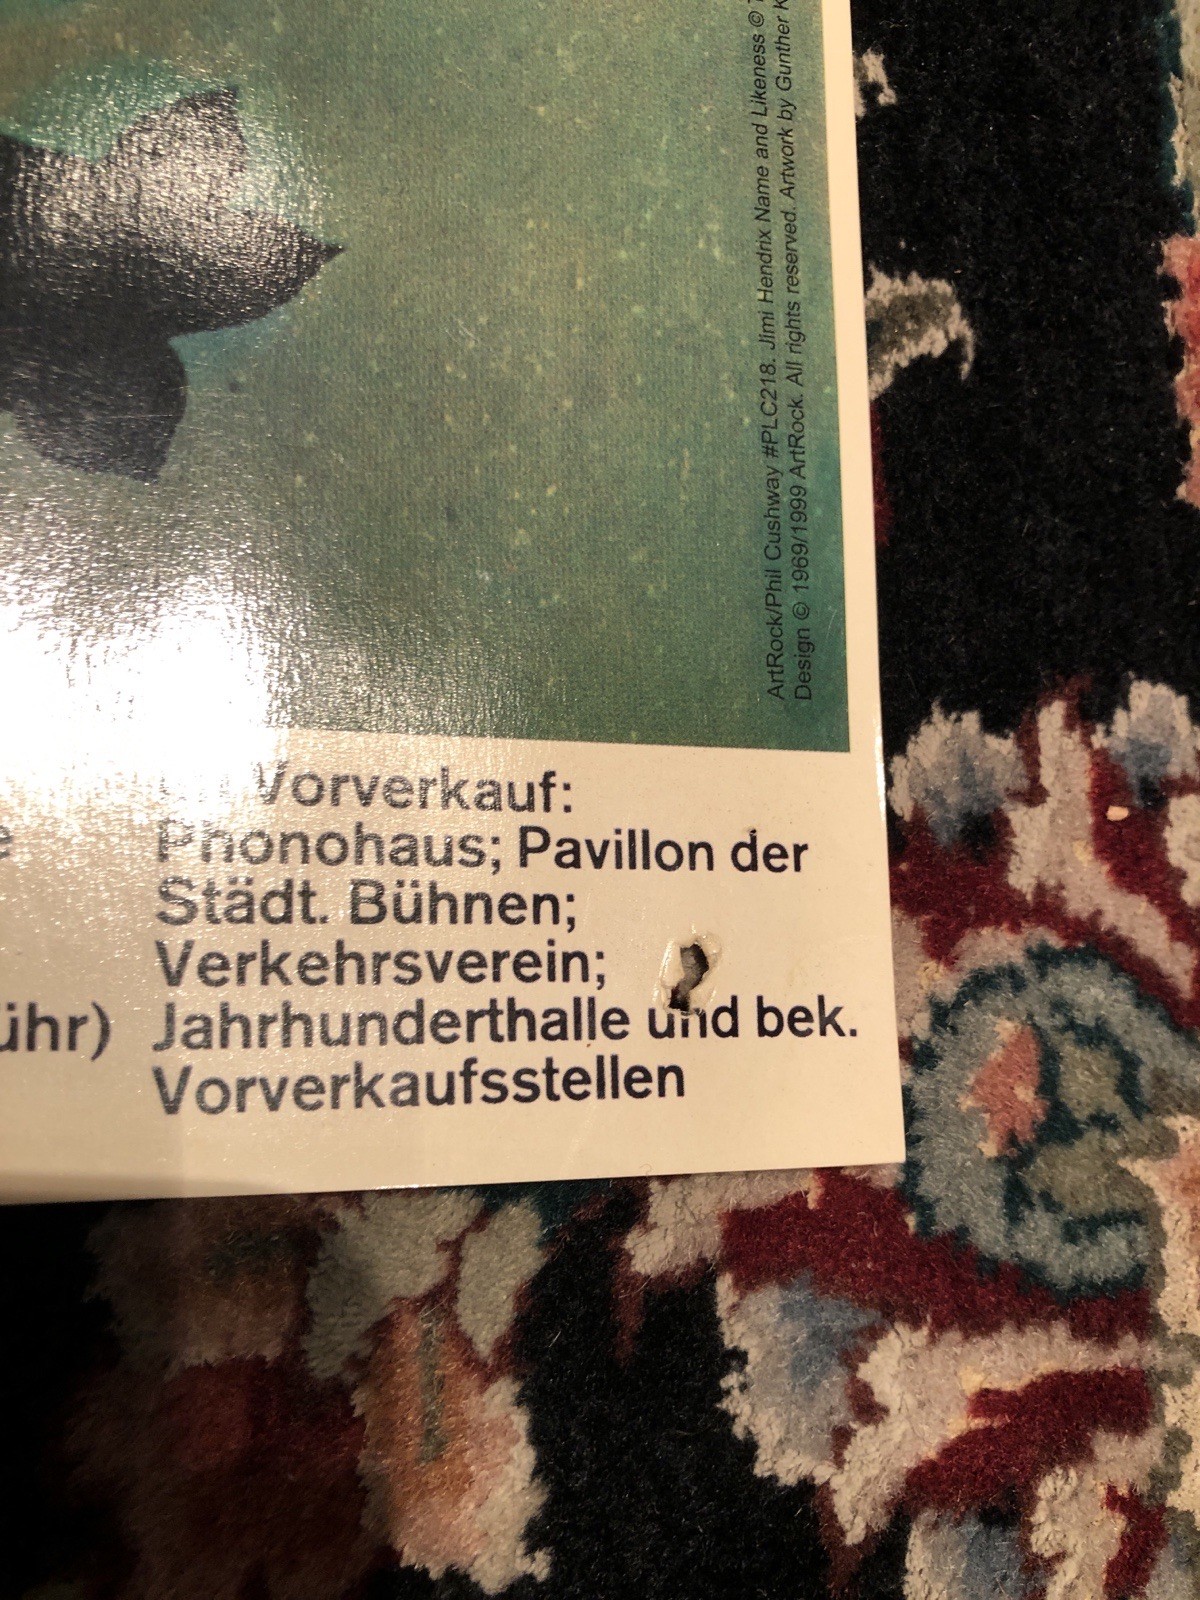 ArtRock/Phil Cushway #PLC218. Jimi Hendrix Name and Likeness ©
Design © 1969/1999 ArtRock. All rights reserved. Artwork by Gunther
Vorverkauf:
Phonohaus; Pavillon der
Städt. Bühnen;
Verkehrsverein;
ühr) Jahrhunderthalle und bek.
Vorverkaufsstellen